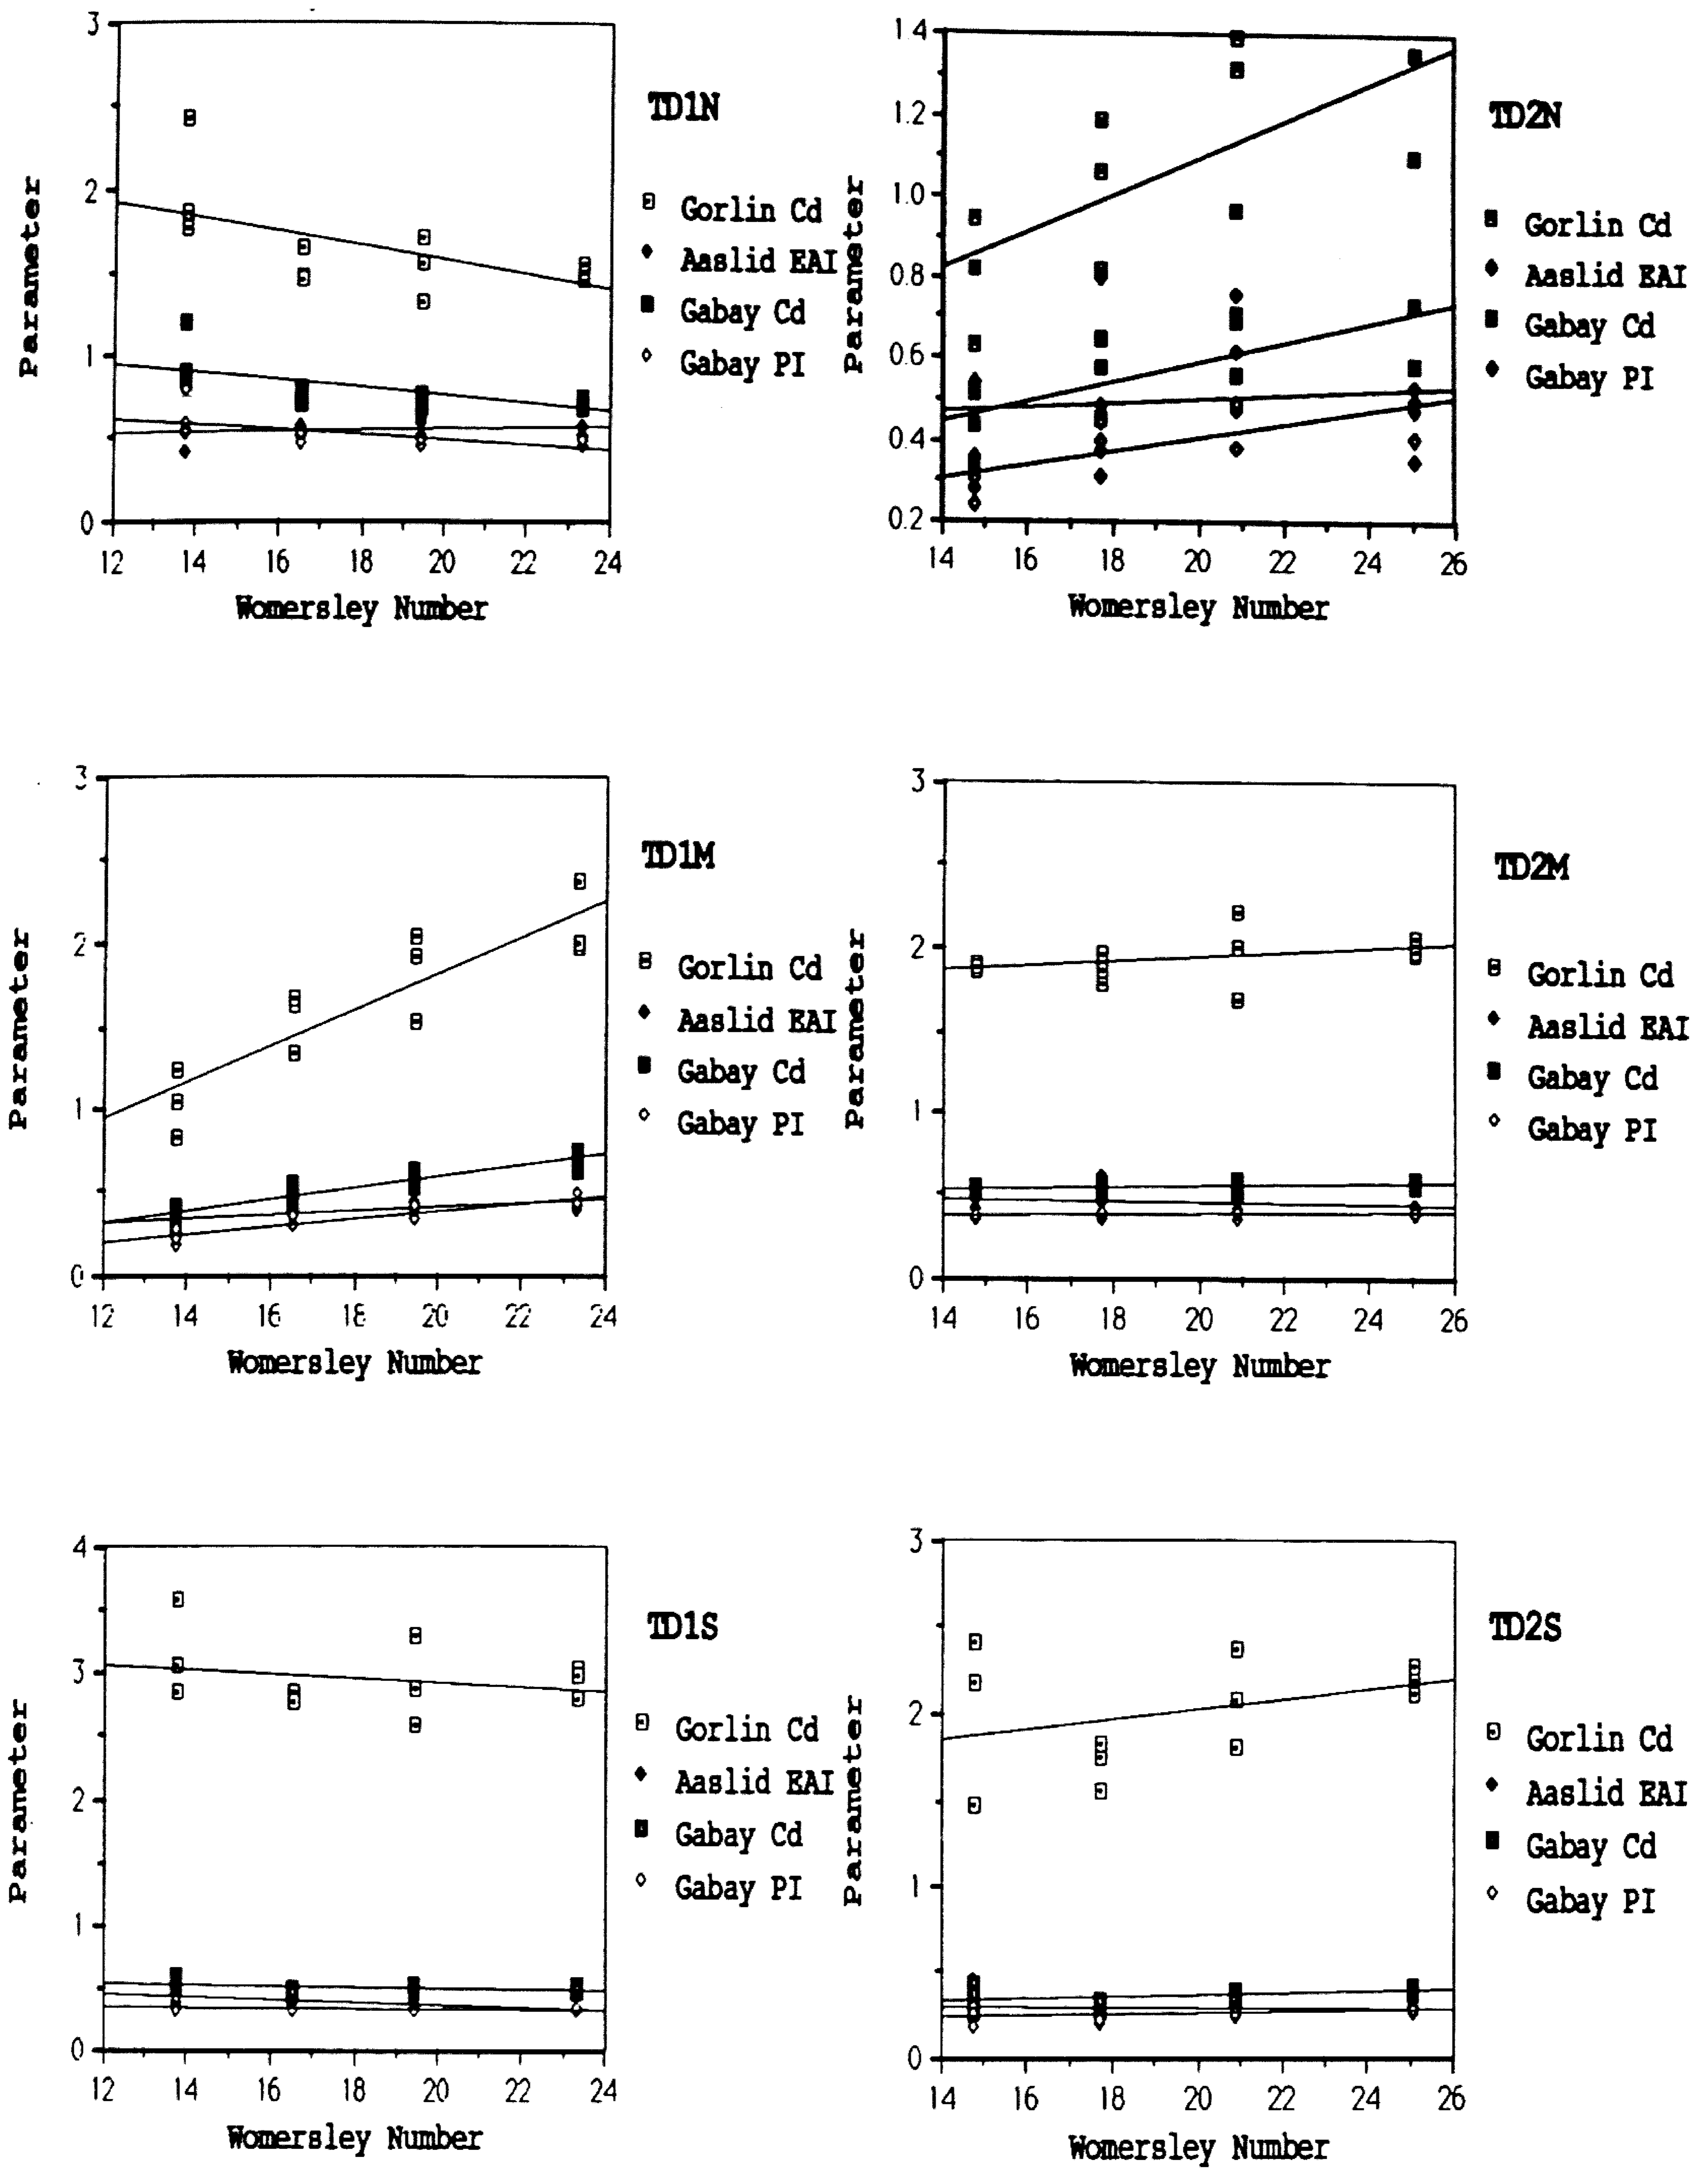 TD1N
3
2
1
0
Parameter
12 14 16 18 20 22 24
Womersley Number
Gorlin Cd
Aaslid EAI
Gabay Cd
Gabay PI
TD2N
1.4
1.2
1.0
0.8
0.6
0.4
0.2
Parameter
14 16 18 20 22 24 26
Womersley Number
Gorlin Cd
Aaslid EAI
Gabay Cd
Gabay PI
TD1M
3
2
1
0
Parameter
12 14 16 18 20 22 24
Womersley Number
Gorlin Cd
Aaslid EAI
Gabay Cd
Gabay PI
TD2M
3
2
1
0
Parameter
14 16 18 20 22 24 26
Womersley Number
Gorlin Cd
Aaslid EAI
Gabay Cd
Gabay PI
TD1S
4
3
2
1
0
Parameter
12 14 16 18 20 22 24
Womersley Number
Gorlin Cd
Aaslid EAI
Gabay Cd
Gabay PI
TD2S
3
2
1
0
Parameter
14 16 18 20 22 24 26
Womersley Number
Gorlin Cd
Aaslid EAI
Gabay Cd
Gabay PI